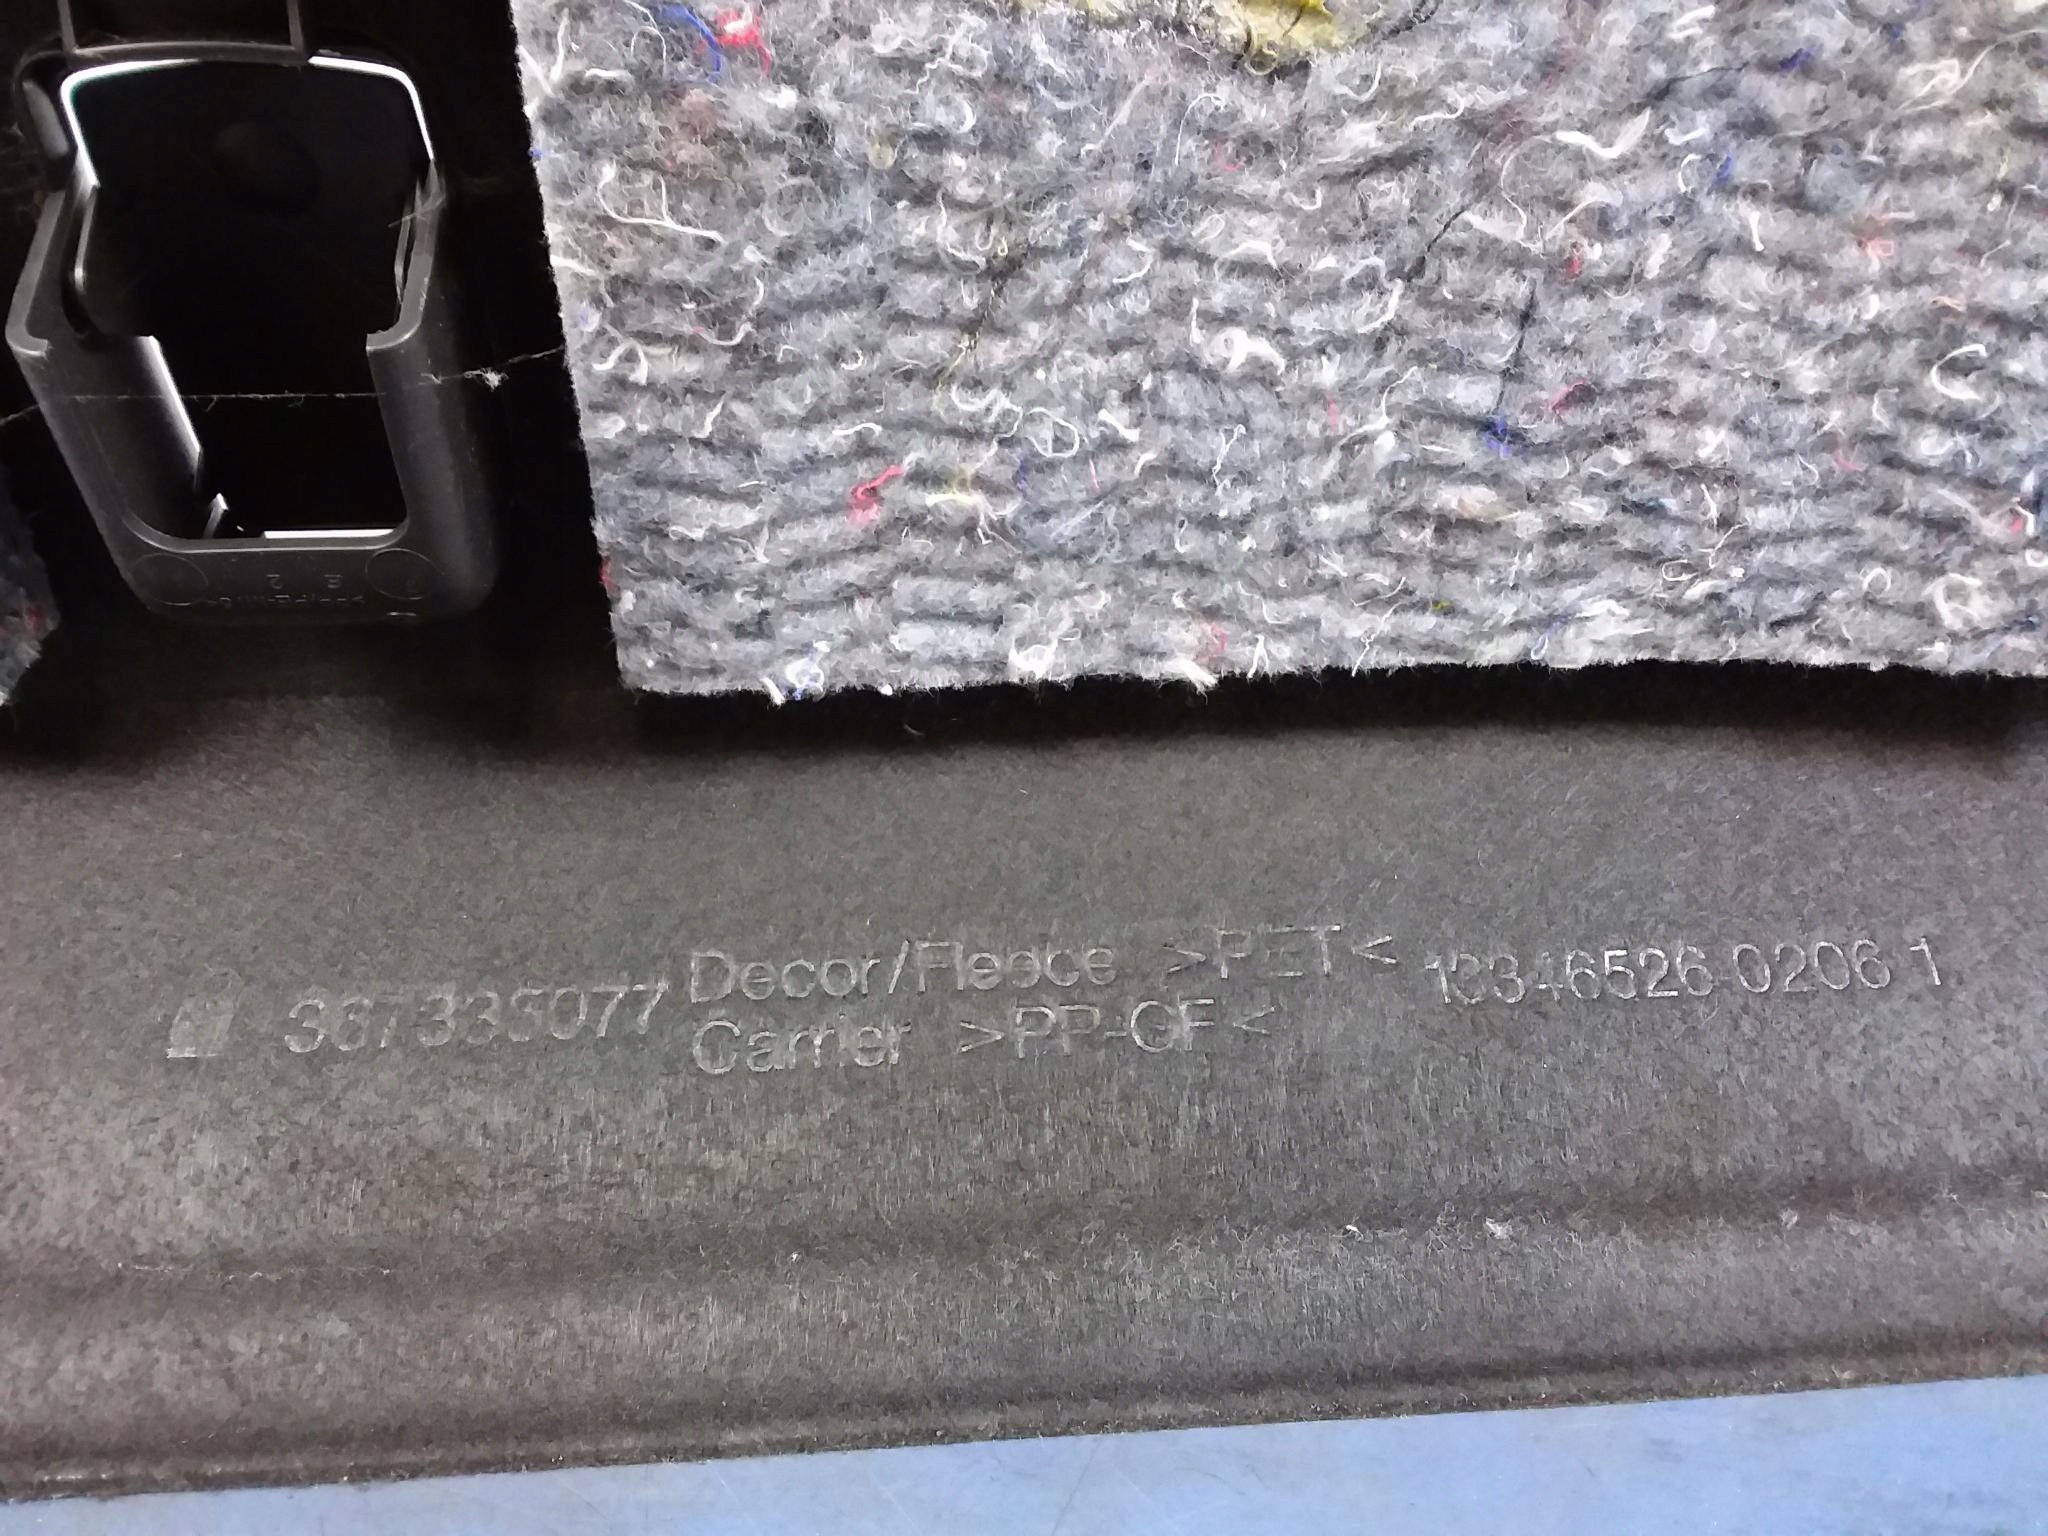 367335077 Decor/Fleece >PET< 13346526 0206 1
Carrier >PP-GF<